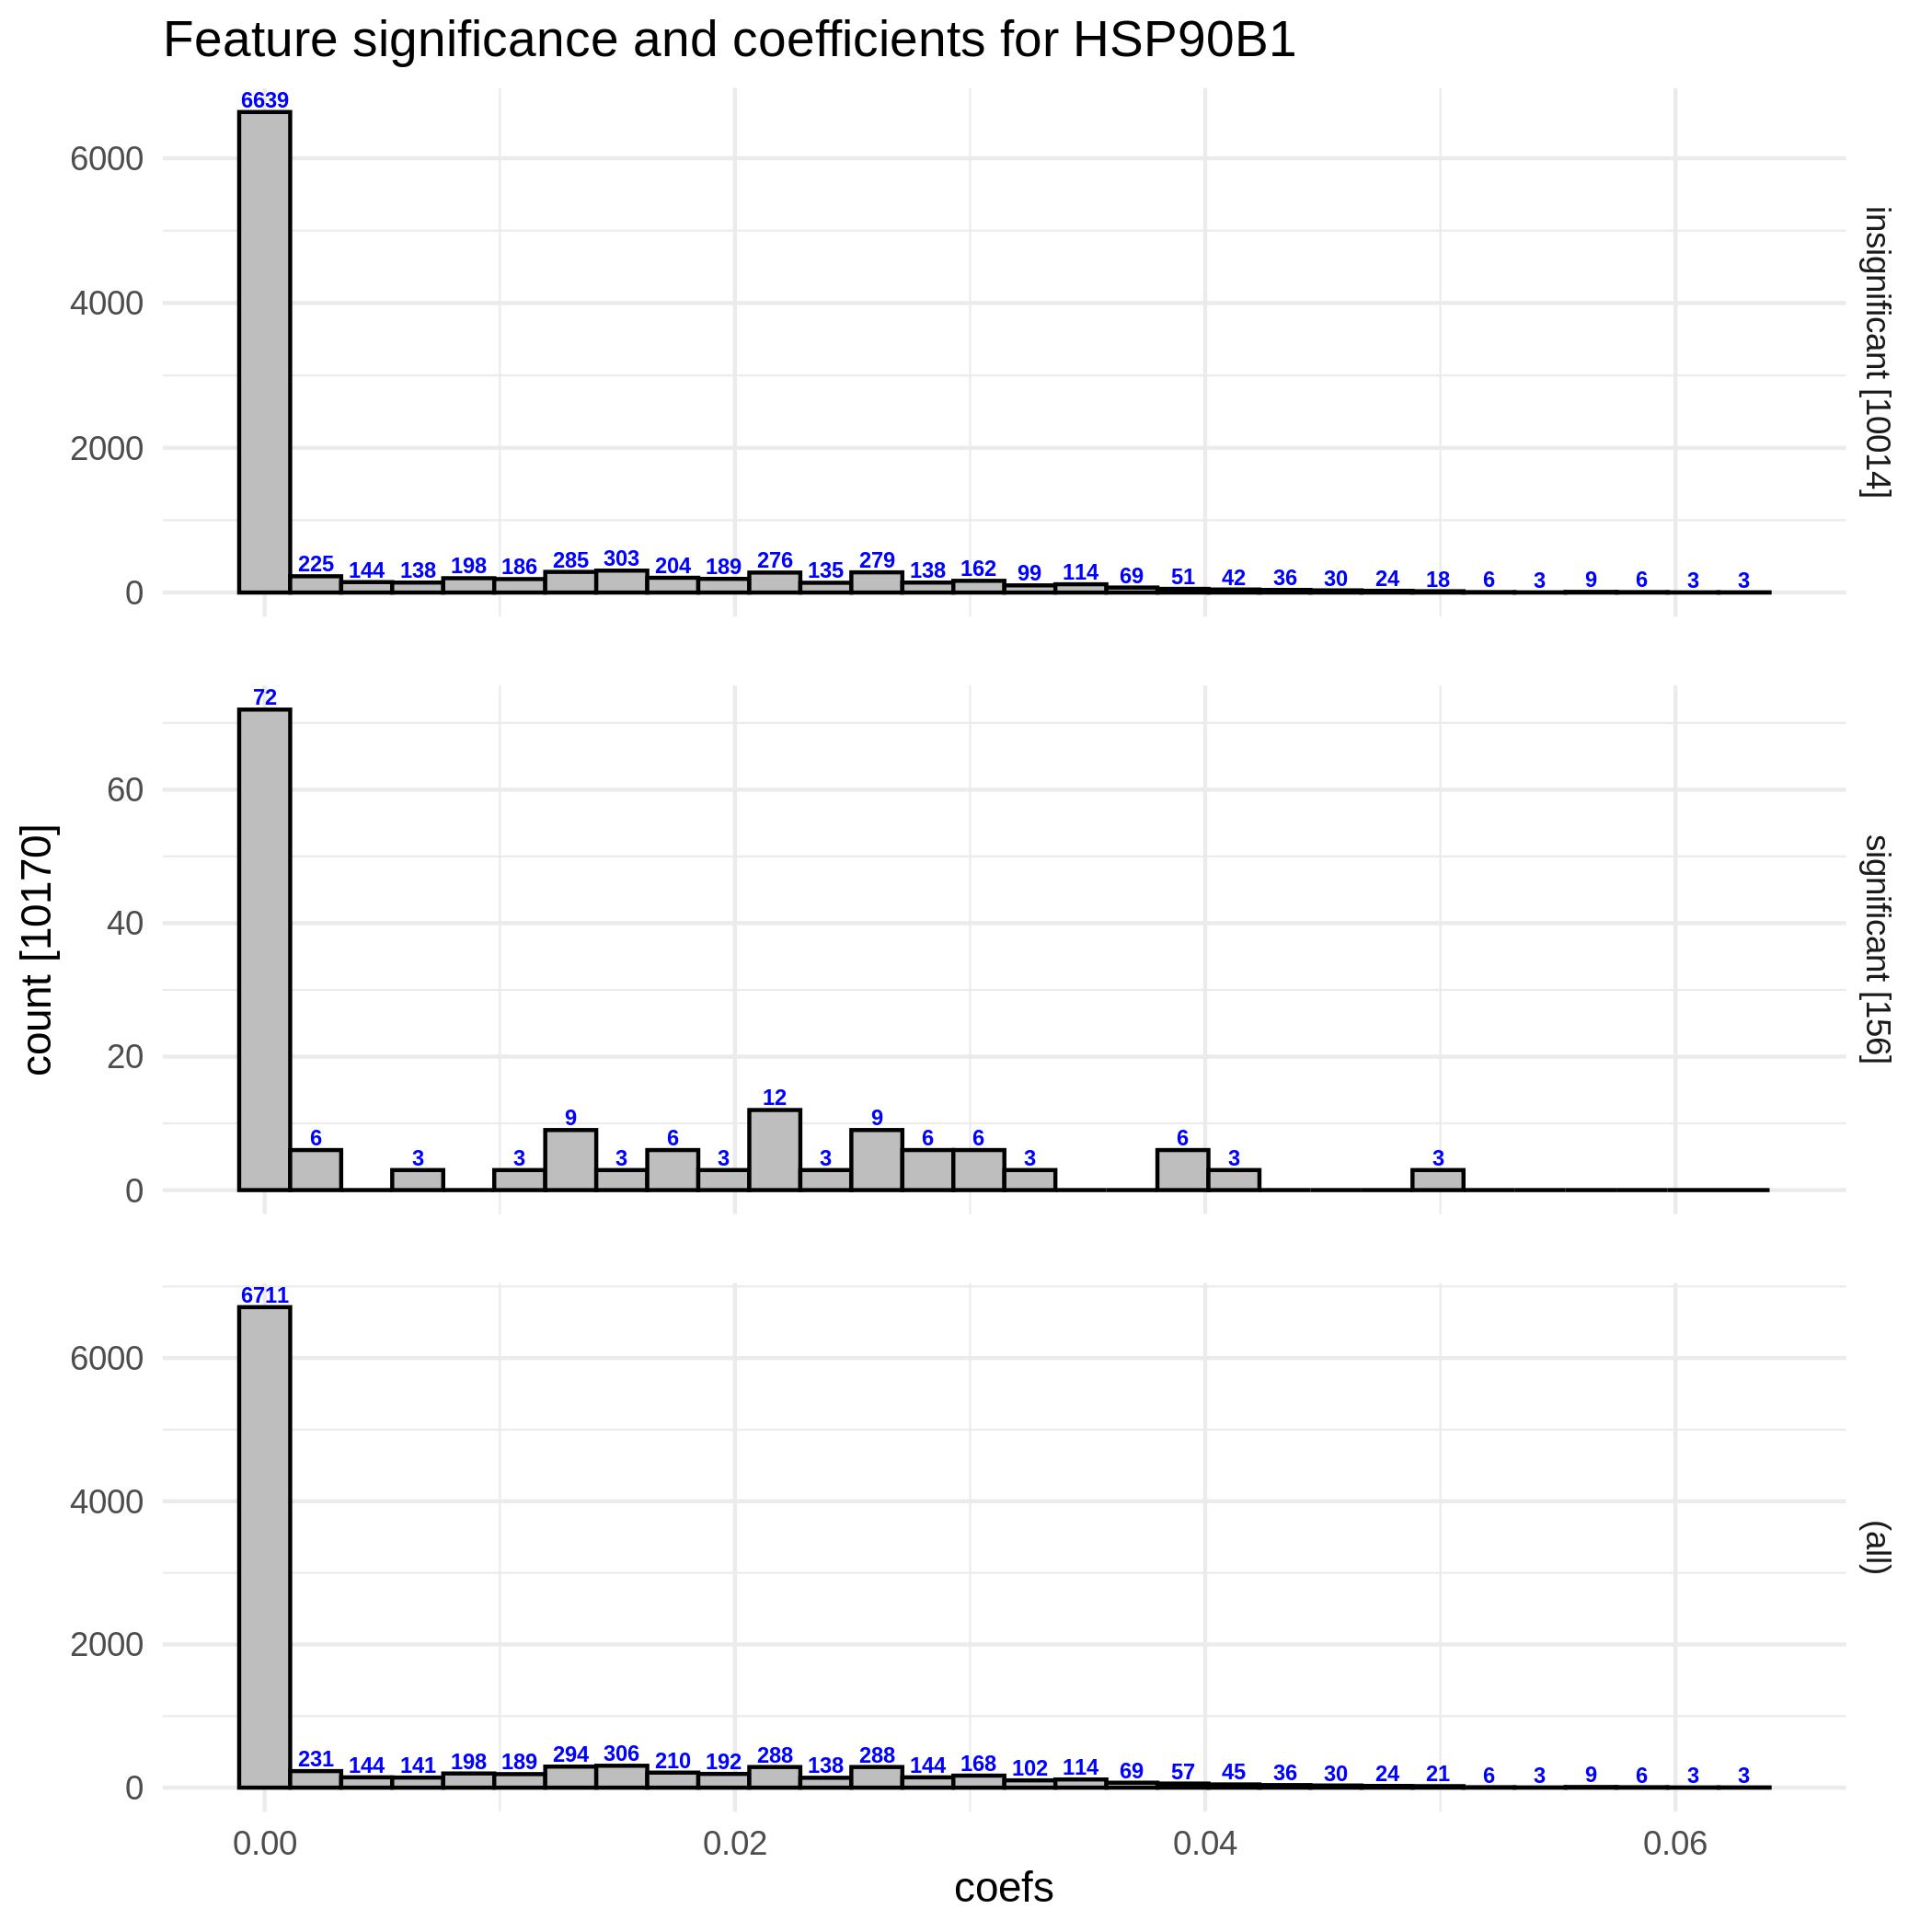 Feature significance and coefficients for HSP90B1
6639
6000
4000
2000
0
225 144 138 198 186 285 303 204 189 276 135 279 138 162 99 114 69 51 42 36 30 24 18 6 3 9 6 3 3
insignificant [10014]
72
60
40
20
0
6 3 3 9 3 6 3 12 3 9 6 6 3 6 3 3
significant [156]
count [10170]
6711
6000
4000
2000
0
231 144 141 198 189 294 306 210 192 288 138 288 144 168 102 114 69 57 45 36 30 24 21 6 3 9 6 3 3
(all)
0.00 0.02 0.04 0.06
coefs